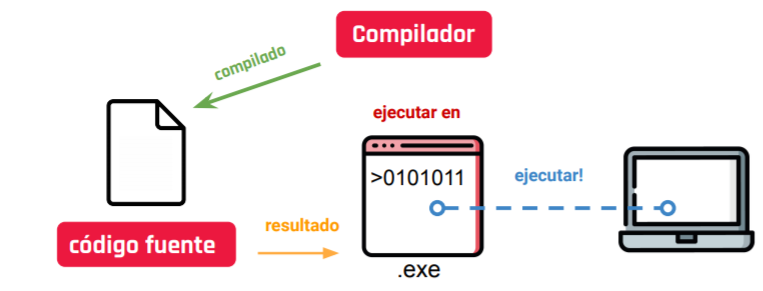 Compilador
compilado
ejecutar en
>0101011
ejecutar!
código fuente
resultado
.exe